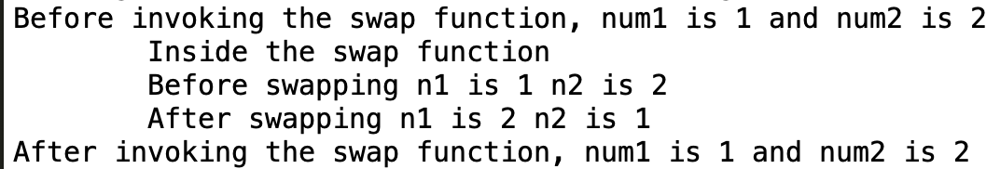 Before invoking the swap function, num1 is 1 and num2 is 2
Inside the swap function
Before swapping n1 is 1 n2 is 2
After swapping n1 is 2 n2 is 1
After invoking the swap function, num1 is 1 and num2 is 2